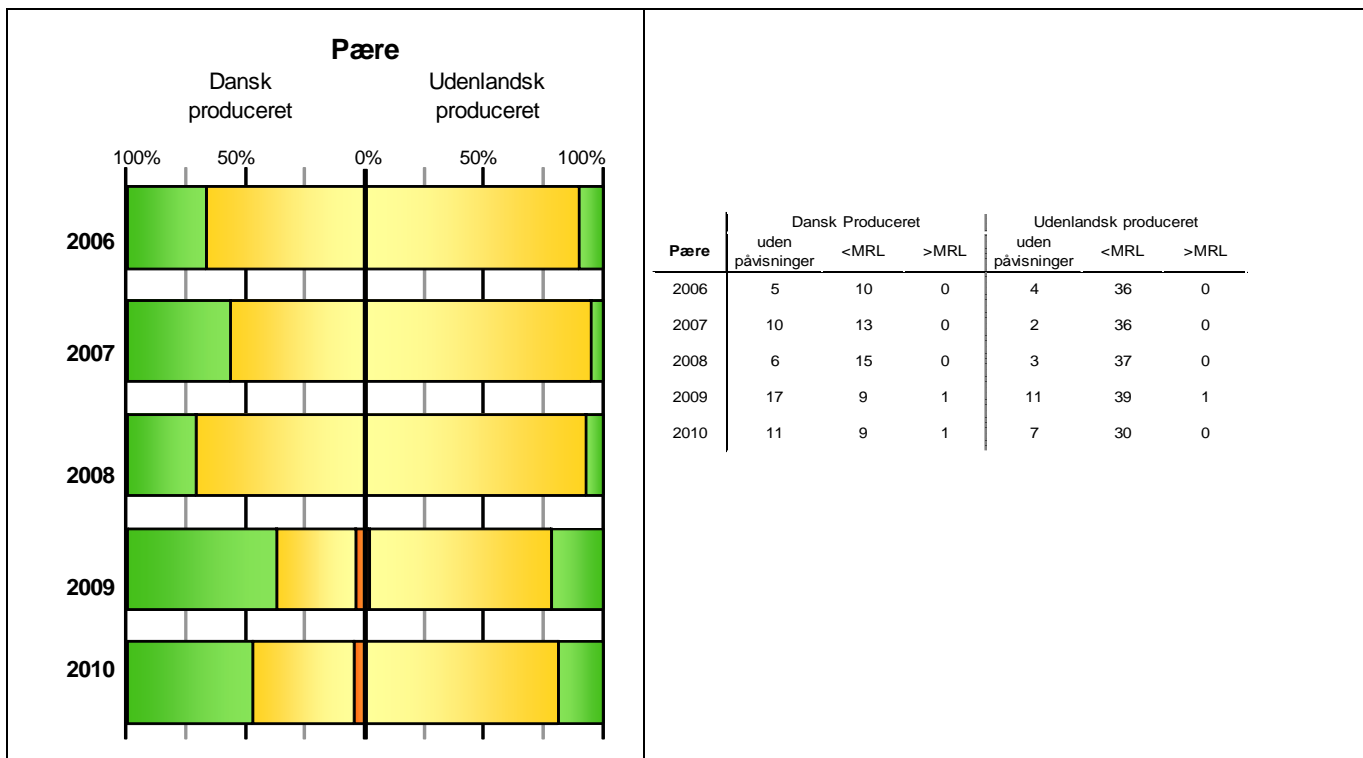 Pære
Dansk produceret
Udenlandsk produceret
100% 50% 0% 50% 100%
2006
2007
2008
2009
2010
Dansk Produceret Udenlandsk produceret
Pære uden påvisninger <MRL >MRL uden påvisninger <MRL >MRL
2006 5 10 0 4 36 0
2007 10 13 0 2 36 0
2008 6 15 0 3 37 0
2009 17 9 1 11 39 1
2010 11 9 1 7 30 0